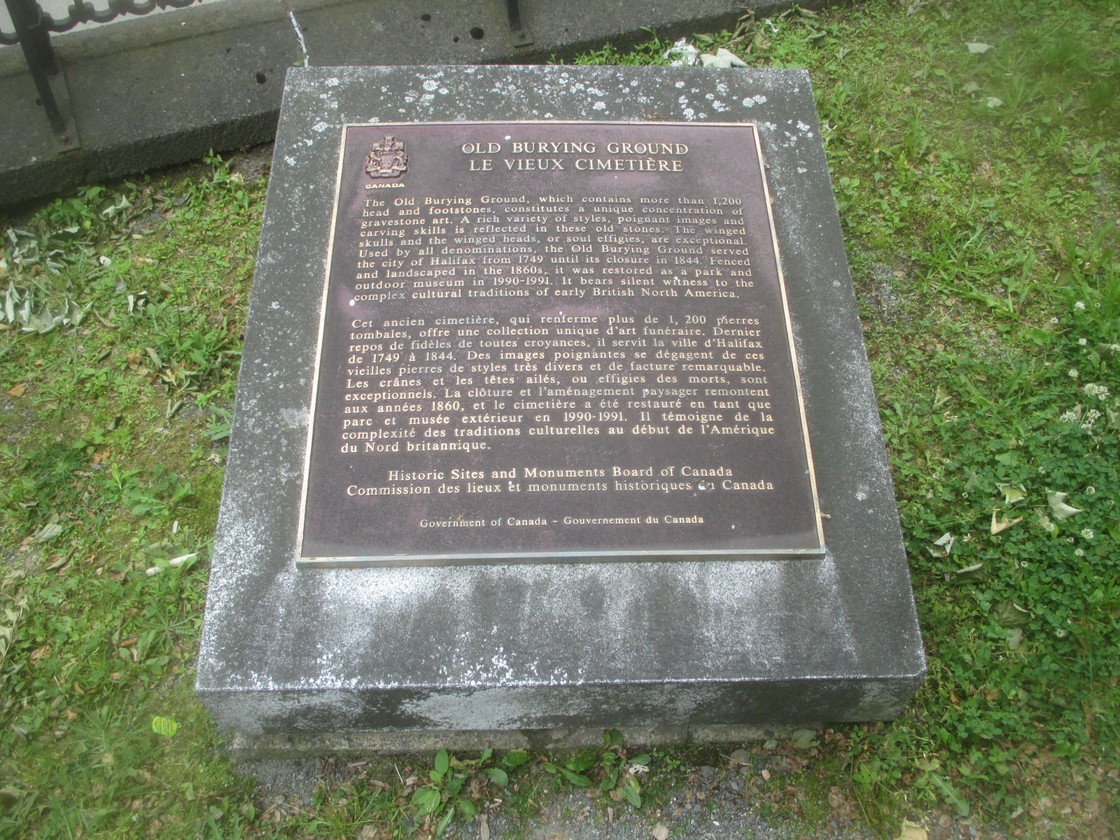 OLD BURYING GROUND
LE VIEUX CIMETIÈRE
CANADA
The Old Burying Ground, which contains more than 1,200
head and footstones, constitutes a unique concentration of
gravestone art. A rich variety of styles, poignant images and
carving skills is reflected in these old stones. The winged
skulls and the winged heads, or soul effigies, are exceptional.
Used by all denominations, the Old Burying Ground served
the city of Halifax from 1749 until its closure in 1844. Fenced
and landscaped in the 1860s, it was restored as a park and
outdoor museum in 1990-1991. It bears silent witness to the
complex cultural traditions of early British North America.
Cet ancien cimetière, qui renferme plus de 1, 200 pierres
tombales, offre une collection unique d'art funéraire. Dernier
repos de fidèles de toutes croyances, il servit la ville d'Halifax
de 1749 à 1844. Des images poignantes se dégagent de ces
vieilles pierres de styles très divers et de facture remarquable.
Les crânes et les têtes ailés, ou effigies des morts, sont
exceptionnels. La clôture et l'aménagement paysager remontent
aux années 1860, et le cimetière a été restauré en tant que
parc et musée extérieur en 1990-1991. Il témoigne de la
complexité des traditions culturelles au début de l'Amérique
du Nord britannique.
Historic Sites and Monuments Board of Canada
Commission des lieux et monuments historiques du Canada
Government of Canada - Gouvernement du Canada